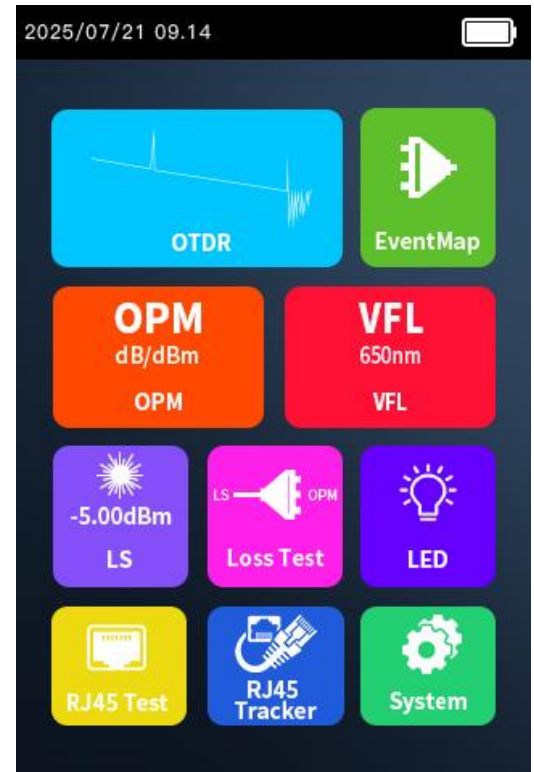 2025/07/21 09.14
OTDR
EventMap
OPM
dB/dBm
OPM
VFL
650nm
VFL
-5.00dBm
LS
LS
OPM
Loss Test
LED
RJ45 Test
RJ45
Tracker
System